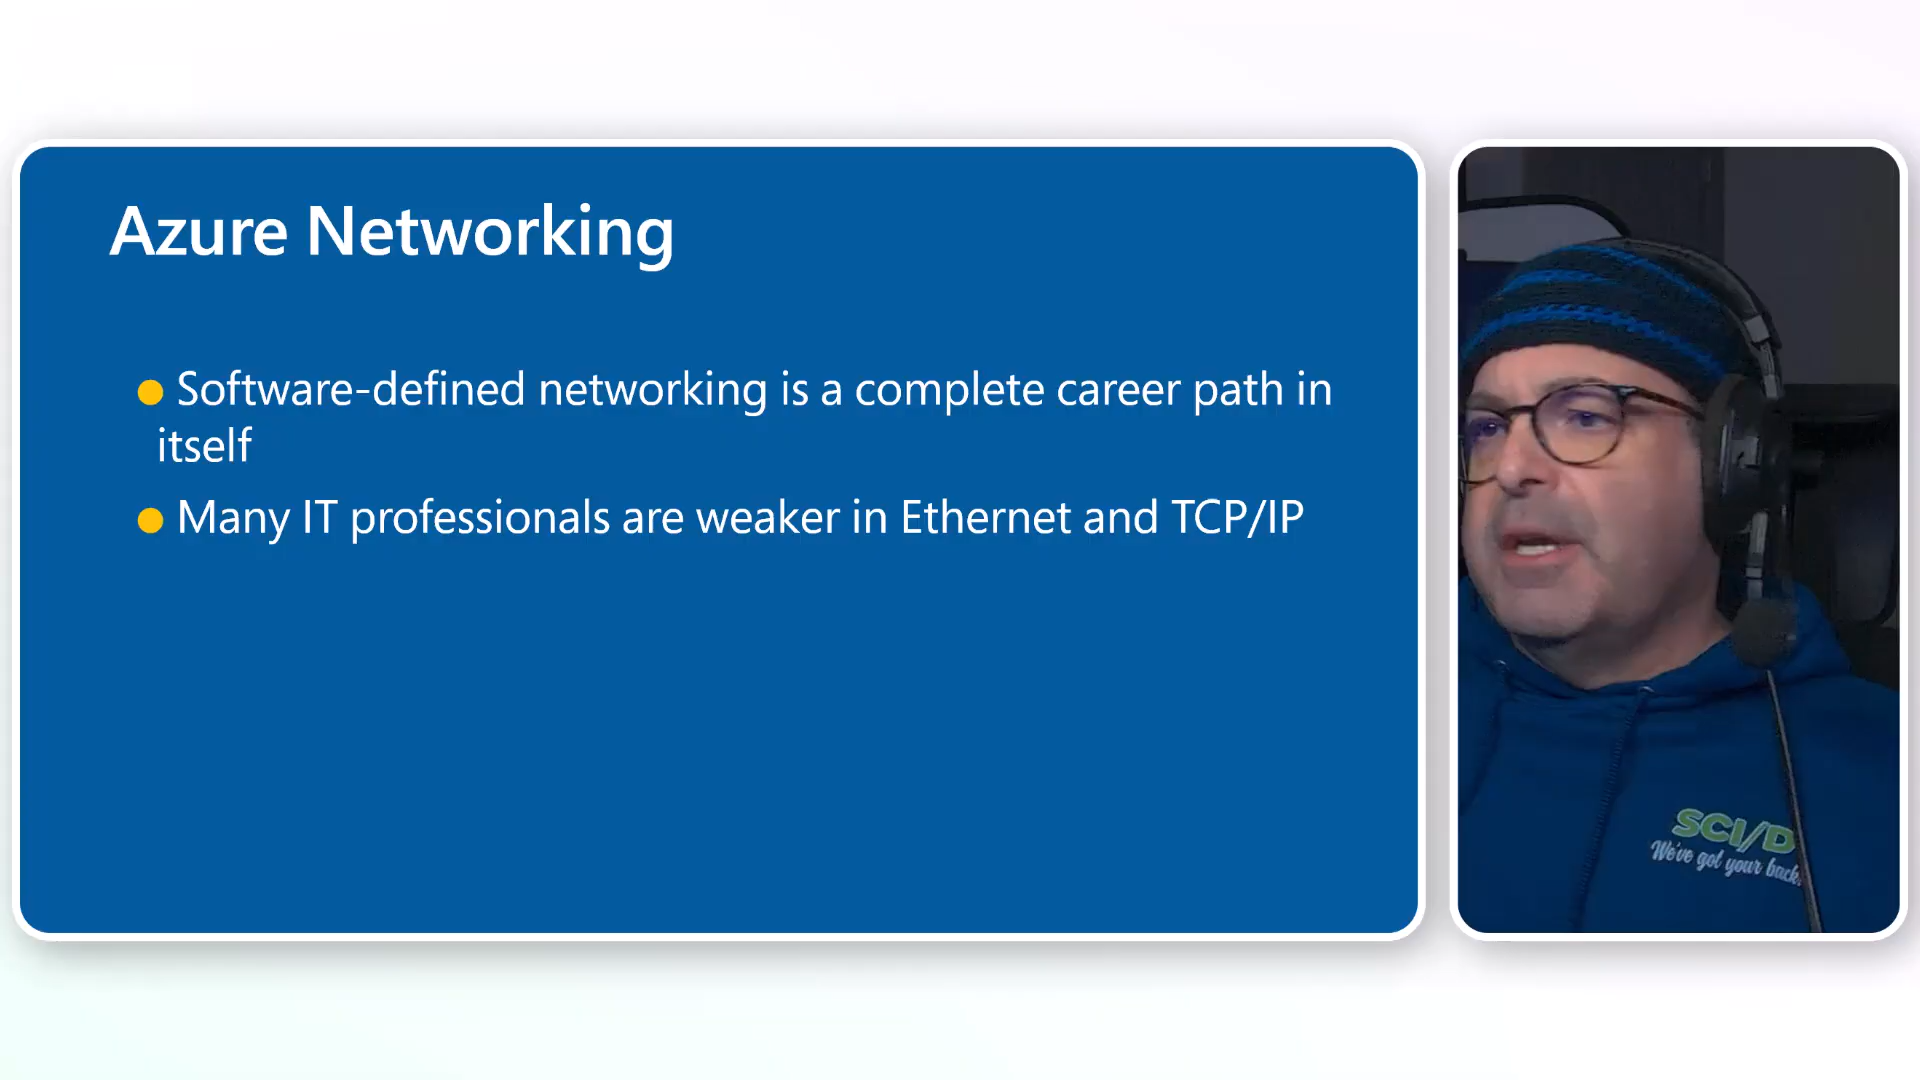 Azure Networking
Software-defined networking is a complete career path in
itself
Many IT professionals are weaker in Ethernet and TCP/IP
SCI/D
We've got your back